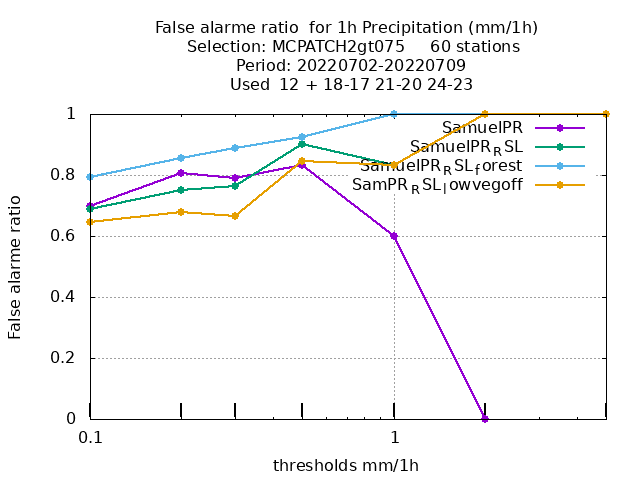 False alarme ratio  for 1h Precipitation (mm/1h)
Selection: MCPATCH2gt075     60 stations
Period: 20220702-20220709
Used  12 + 18-17 21-20 24-23
1
0.8
0.6
0.4
0.2
0
False alarme ratio
SamuelPR
SamuelPR_RSL
SamuelPR_RSL_forest
SamPR_RSL_lowvegoff
0.1
1
thresholds mm/1h